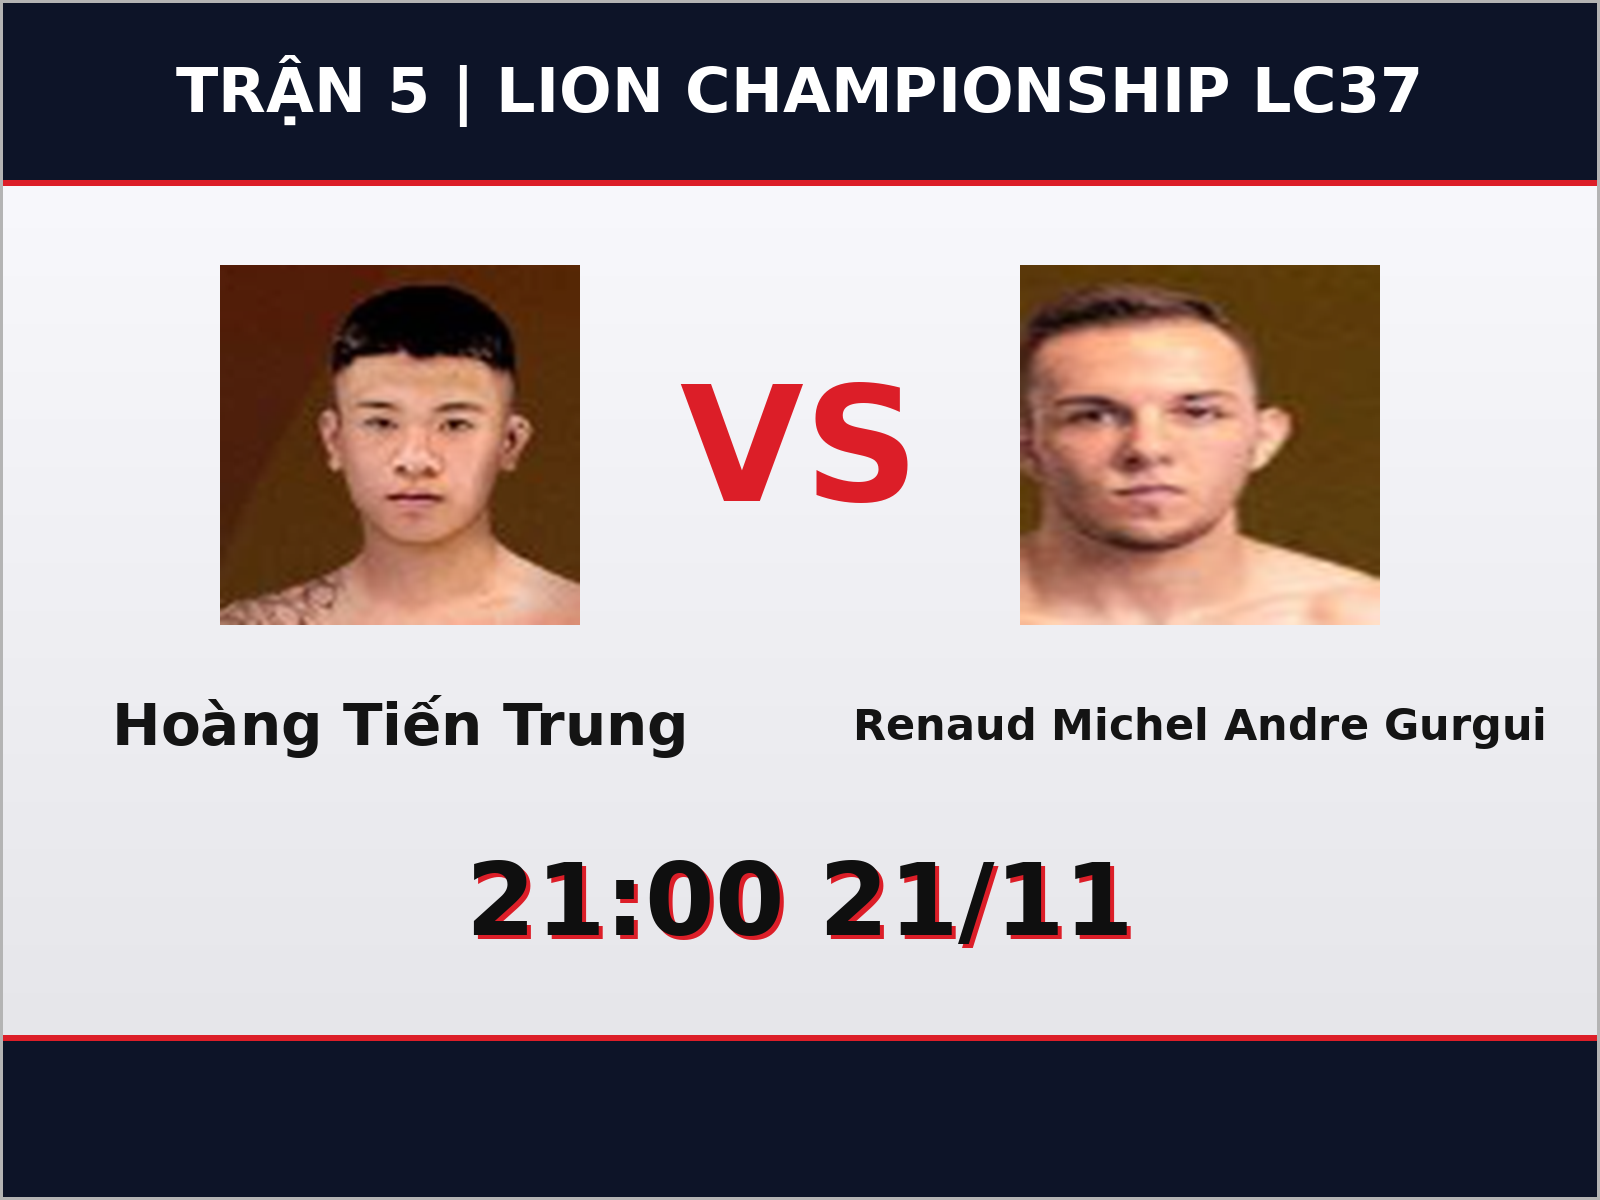 TRẬN 5 | LION CHAMPIONSHIP LC37
VS
Hoàng Tiến Trung
Renaud Michel Andre Gurgui
21:00 21/11